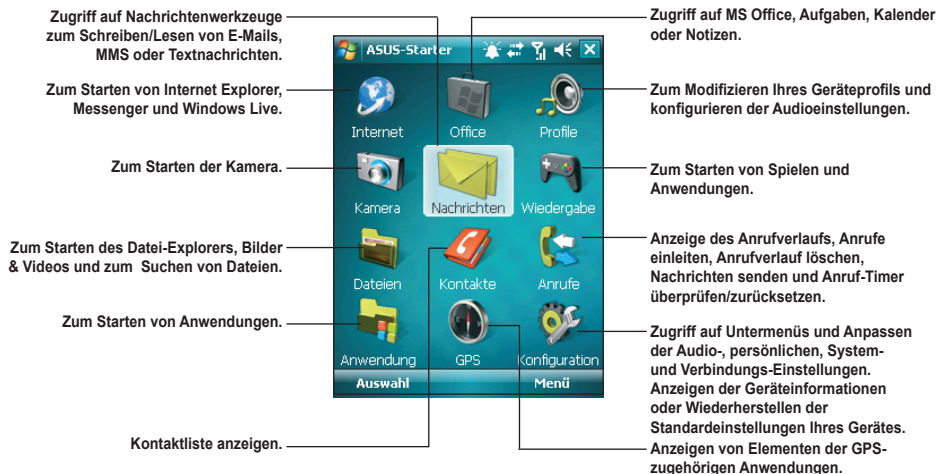 Zugriff auf Nachrichtenwerkzeuge
zum Schreiben/Lesen von E-Mails,
MMS oder Textnachrichten.
Zum Starten von Internet Explorer,
Messenger und Windows Live.
Zum Starten der Kamera.
Zum Starten des Datei-Explorers, Bilder
& Videos und zum  Suchen von Dateien.
Zum Starten von Anwendungen.
Kontaktliste anzeigen.
ASUS-Starter
Internet
Office
Profile
Kamera
Nachrichten
Wiedergabe
Dateien
Kontakte
Anrufe
Anwendung
GPS
Konfiguration
Auswahl
Menü
Zugriff auf MS Office, Aufgaben, Kalender
oder Notizen.
Zum Modifizieren Ihres Geräteprofils und
konfigurieren der Audioeinstellungen.
Zum Starten von Spielen und
Anwendungen.
Anzeige des Anrufverlaufs, Anrufe
einleiten, Anrufverlauf löschen,
Nachrichten senden und Anruf-Timer
überprüfen/zurücksetzen.
Zugriff auf Untermenüs und Anpassen
der Audio-, persönlichen, System-
und Verbindungs-Einstellungen.
Anzeigen der Geräteinformationen
oder Wiederherstellen der
Standardeinstellungen Ihres Gerätes.
Anzeigen von Elementen der GPS-
zugehörigen Anwendungen.